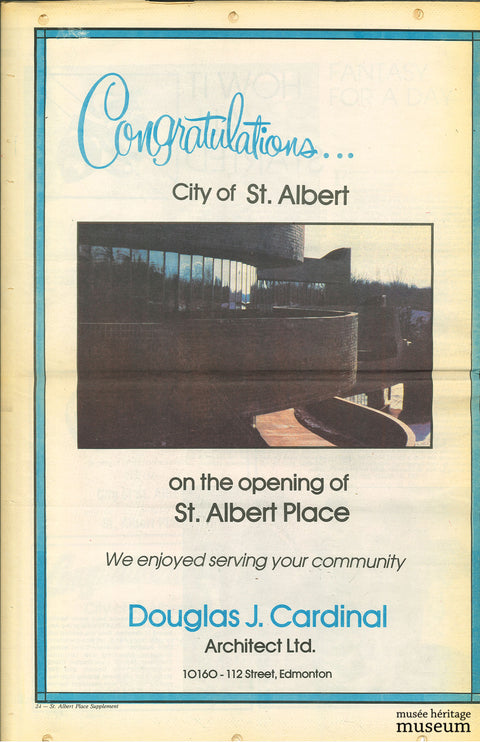 Congratulations...
City of St. Albert
on the opening of
St. Albert Place
We enjoyed serving your community
Douglas J. Cardinal
Architect Ltd.
10160 - 112 Street, Edmonton
24 — St. Albert Place Supplement
musée héritage
museum